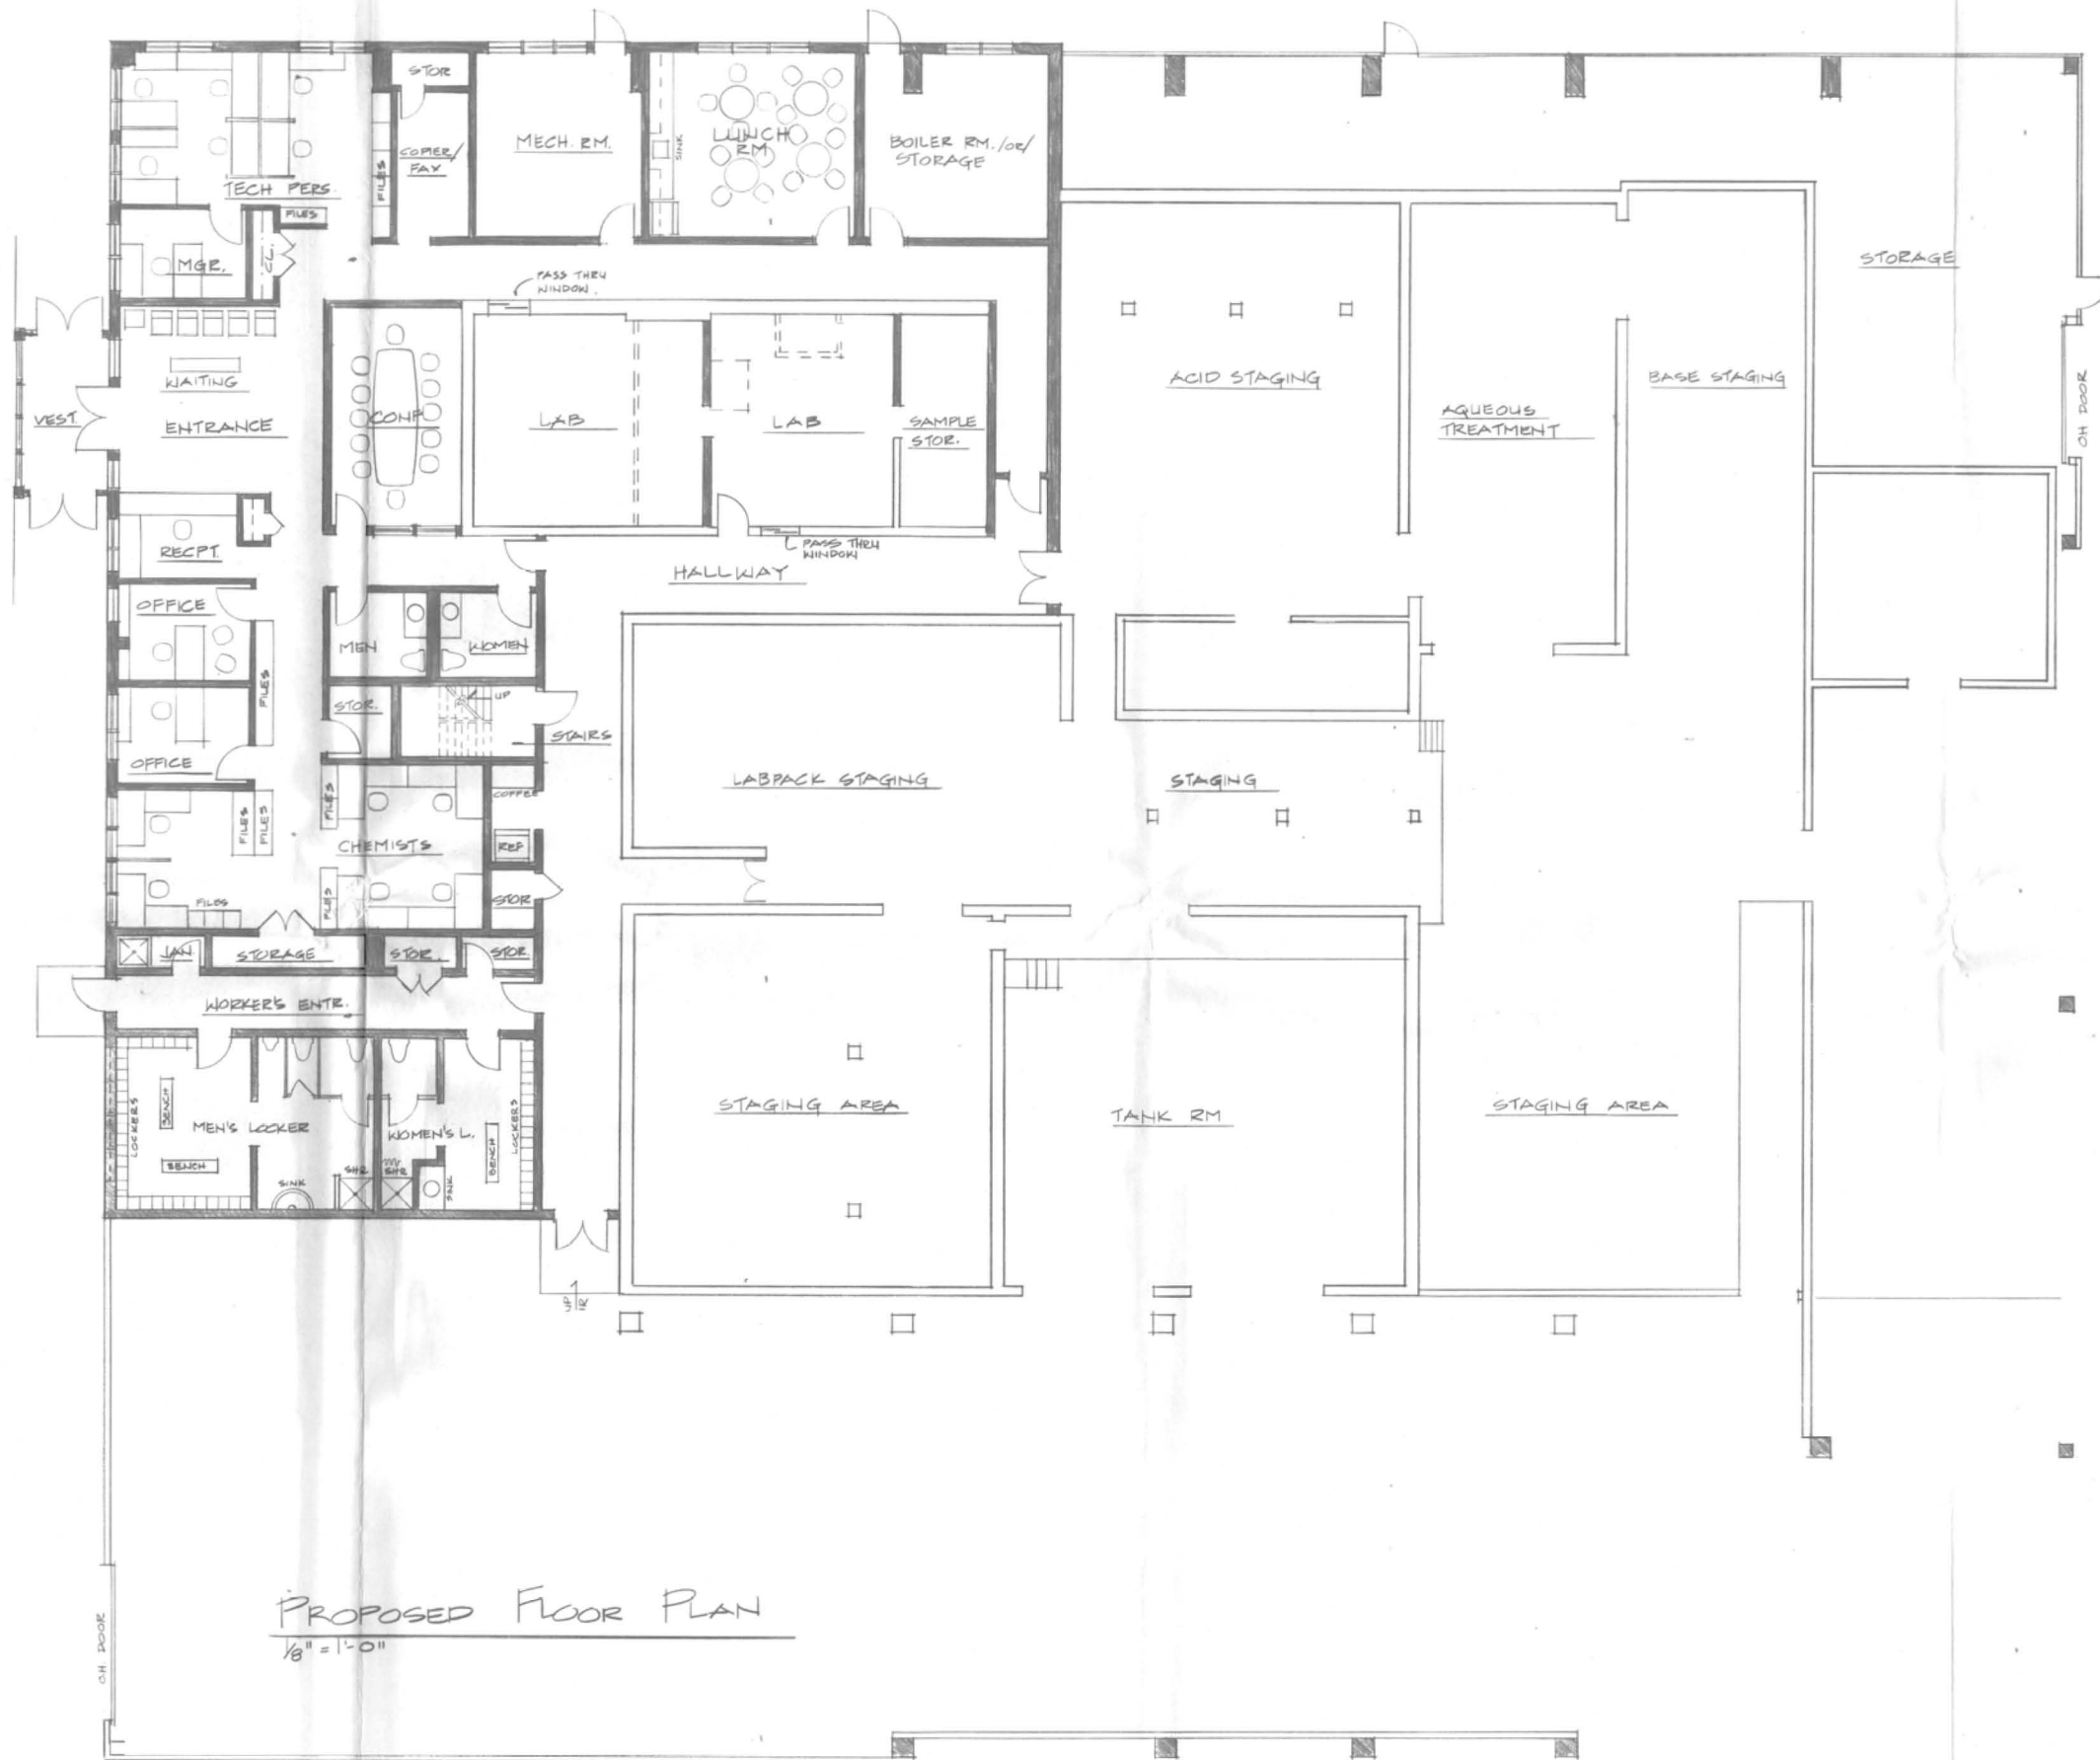 STOR
COPIER/
FAX
MECH. RM.
SINK
LUNCH
RM
BOILER RM./OR/
STORAGE
TECH PERS.
FILES
FILES
MGR.
CL.
PASS THRU
WINDOW
STORAGE
VEST.
WAITING
ENTRANCE
CONF.
LAB
LAB
SAMPLE
STOR.
ACID STAGING
AQUEOUS
TREATMENT
BASE STAGING
OH DOOR
RECPT.
PASS THRU
WINDOW
HALLWAY
OFFICE
MEN
WOMEN
FILES
STOR.
UP
STAIRS
OFFICE
LABPACK STAGING
STAGING
FILES
FILES
FILES
COFFEE
CHEMISTS
REF
FILES
FILES
STOR
JAN
STORAGE
STOR.
STOR.
WORKER'S ENTR.
LOCKERS
BENCH
MEN'S LOCKER
BENCH
SINK
SHR
WOMEN'S L.
SHR
SINK
BENCH
LOCKERS
STAGING AREA
TANK RM
STAGING AREA
UP
1R
O.H. DOOR
PROPOSED FLOOR PLAN
1/8" = 1'-0"